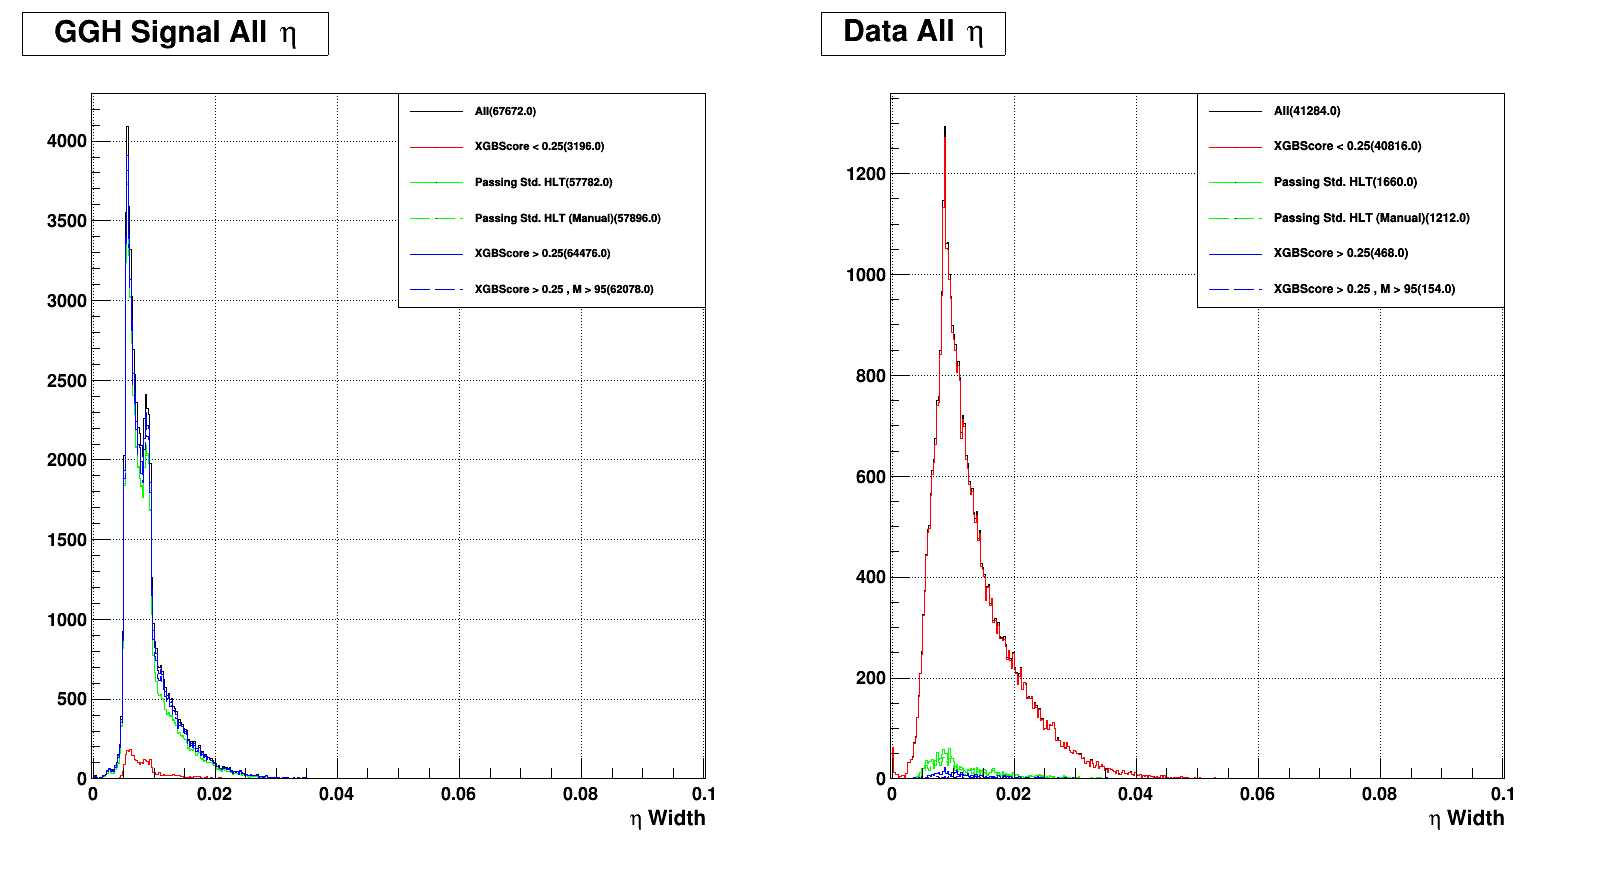 GGH Signal All η
All(67672.0)
XGBScore < 0.25(3196.0)
Passing Std. HLT(57782.0)
Passing Std. HLT (Manual)(57896.0)
XGBScore > 0.25(64476.0)
XGBScore > 0.25 , M > 95(62078.0)
4000
3500
3000
2500
2000
1500
1000
500
0
0 0.02 0.04 0.06 0.08 0.1
η Width
Data All η
All(41284.0)
XGBScore < 0.25(40816.0)
Passing Std. HLT(1660.0)
Passing Std. HLT (Manual)(1212.0)
XGBScore > 0.25(468.0)
XGBScore > 0.25 , M > 95(154.0)
1200
1000
800
600
400
200
0
0 0.02 0.04 0.06 0.08 0.1
η Width